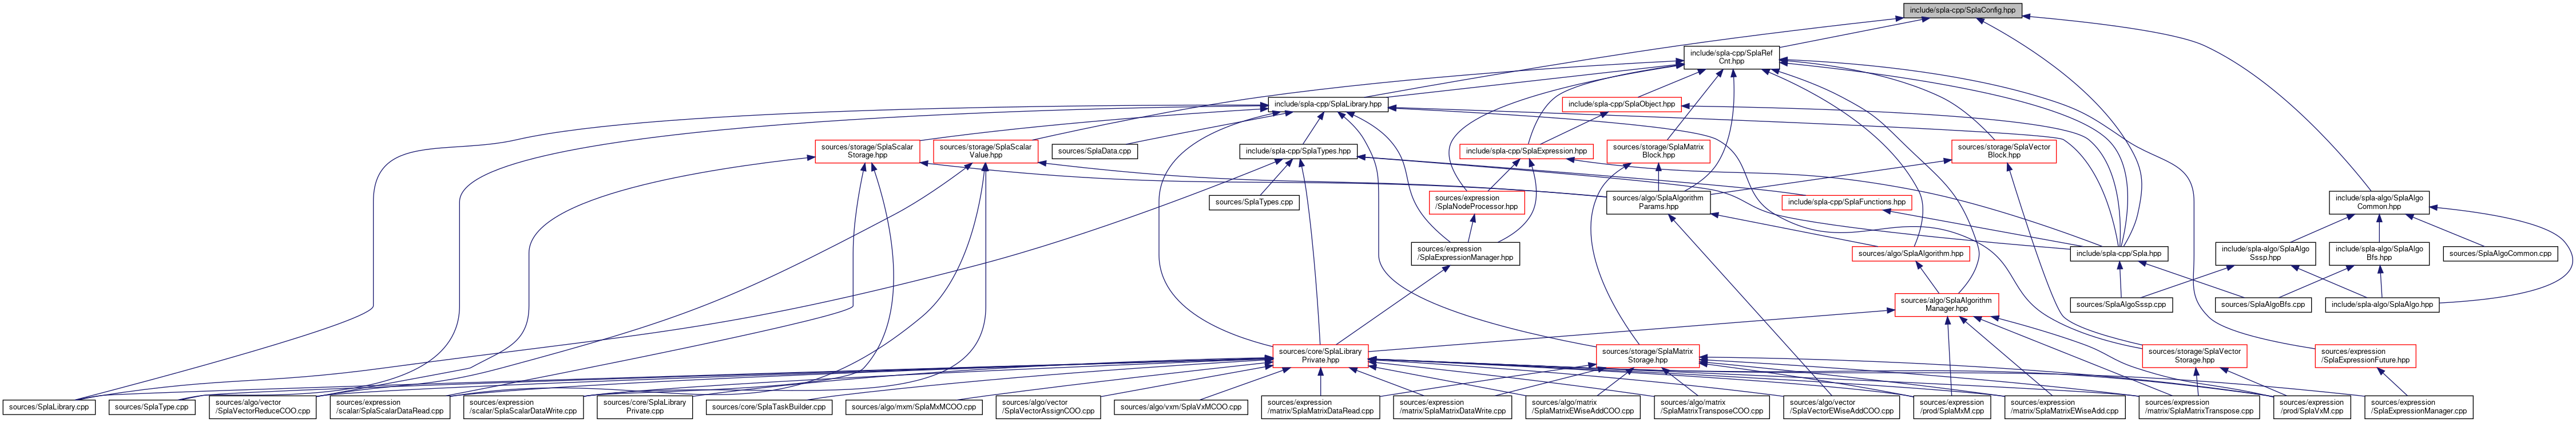 include/spla-cpp/SplaConfig.hpp
include/spla-cpp/SplaRef
Cnt.hpp
include/spla-cpp/SplaLibrary.hpp
include/spla-cpp/SplaObject.hpp
sources/storage/SplaScalar
Storage.hpp
sources/storage/SplaScalar
Value.hpp
sources/SplaData.cpp
include/spla-cpp/SplaTypes.hpp
include/spla-cpp/SplaExpression.hpp
sources/storage/SplaMatrix
Block.hpp
sources/storage/SplaVector
Block.hpp
sources/SplaTypes.cpp
sources/expression
/SplaNodeProcessor.hpp
sources/algo/SplaAlgorithm
Params.hpp
include/spla-cpp/SplaFunctions.hpp
include/spla-algo/SplaAlgo
Common.hpp
sources/expression
/SplaExpressionManager.hpp
sources/algo/SplaAlgorithm.hpp
include/spla-cpp/Spla.hpp
include/spla-algo/SplaAlgo
Sssp.hpp
include/spla-algo/SplaAlgo
Bfs.hpp
sources/SplaAlgoCommon.cpp
sources/algo/SplaAlgorithm
Manager.hpp
sources/SplaAlgoSssp.cpp
sources/SplaAlgoBfs.cpp
include/spla-algo/SplaAlgo.hpp
sources/core/SplaLibrary
Private.hpp
sources/storage/SplaMatrix
Storage.hpp
sources/storage/SplaVector
Storage.hpp
sources/expression
/SplaExpressionFuture.hpp
sources/SplaLibrary.cpp
sources/SplaType.cpp
sources/algo/vector
/SplaVectorReduceCOO.cpp
sources/expression
/scalar/SplaScalarDataRead.cpp
sources/expression
/scalar/SplaScalarDataWrite.cpp
sources/core/SplaLibrary
Private.cpp
sources/core/SplaTaskBuilder.cpp
sources/algo/mxm/SplaMxMCOO.cpp
sources/algo/vector
/SplaVectorAssignCOO.cpp
sources/algo/vxm/SplaVxMCOO.cpp
sources/expression
/matrix/SplaMatrixDataRead.cpp
sources/expression
/matrix/SplaMatrixDataWrite.cpp
sources/algo/matrix
/SplaMatrixEWiseAddCOO.cpp
sources/algo/matrix
/SplaMatrixTransposeCOO.cpp
sources/algo/vector
/SplaVectorEWiseAddCOO.cpp
sources/expression
/prod/SplaMxM.cpp
sources/expression
/matrix/SplaMatrixEWiseAdd.cpp
sources/expression
/matrix/SplaMatrixTranspose.cpp
sources/expression
/prod/SplaVxM.cpp
sources/expression
/SplaExpressionManager.cpp